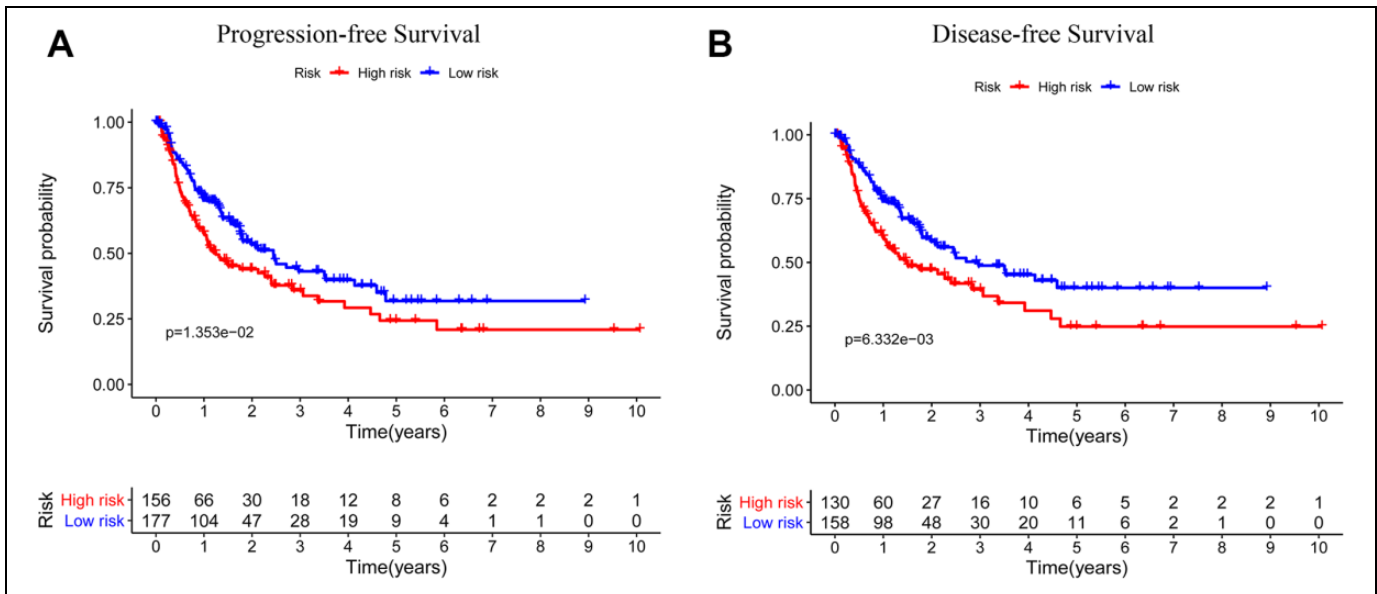 A
Progression-free Survival
Risk High risk Low risk
Survival probability
1.00
0.75
0.50
0.25
0.00
p=1.353e−02
0 1 2 3 4 5 6 7 8 9 10
Time(years)
Risk
High risk 156 66 30 18 12 8 6 2 2 2 1
Low risk 177 104 47 28 19 9 4 1 1 0 0
0 1 2 3 4 5 6 7 8 9 10
Time(years)
B
Disease-free Survival
Risk High risk Low risk
Survival probability
1.00
0.75
0.50
0.25
0.00
p=6.332e−03
0 1 2 3 4 5 6 7 8 9 10
Time(years)
Risk
High risk 130 60 27 16 10 6 5 2 2 2 1
Low risk 158 98 48 30 20 11 6 2 1 0 0
0 1 2 3 4 5 6 7 8 9 10
Time(years)